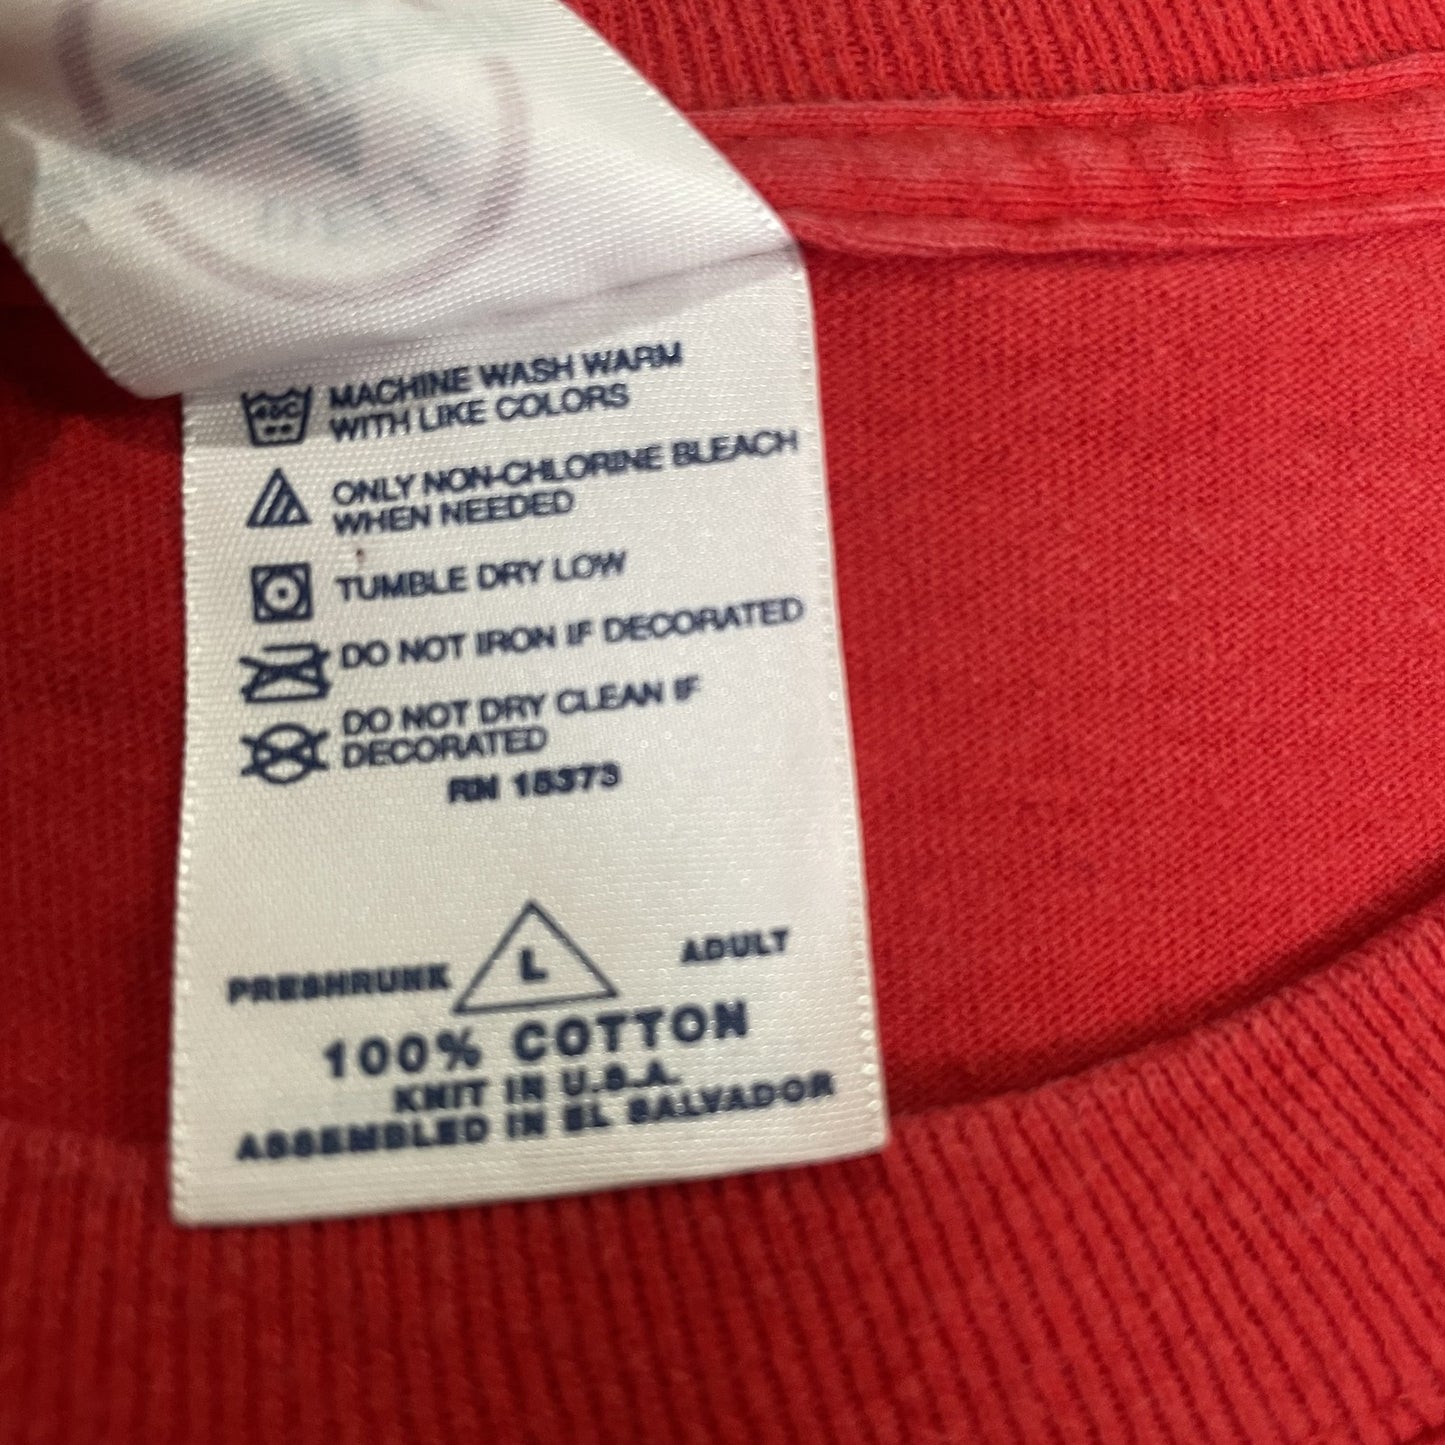 40C
MACHINE WASH WARM
WITH LIKE COLORS
ONLY NON-CHLORINE BLEACH
WHEN NEEDED
TUMBLE DRY LOW
DO NOT IRON IF DECORATED
DO NOT DRY CLEAN IF
DECORATED
RN 15373
PRESHRUNK L ADULT
100% COTTON
KNIT IN U.S.A.
ASSEMBLED IN EL SALVADOR